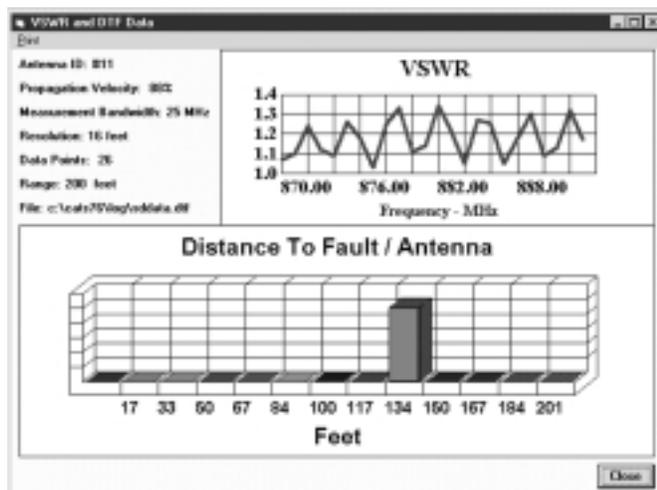 VSWR and DTF Data
Print
Antenna ID: 811
Propagation Velocity: 88%
Measurement Bandwidth: 25 MHz
Resolution: 16 feet
Data Points: 26
Range: 200 feet
VSWR
1.4
1.3
1.2
1.1
1.0
870.00 876.00 882.00 888.00
Frequency - MHz
Distance To Fault / Antenna
17 33 50 67 84 100 117 134 150 167 184 201
Feet
Close